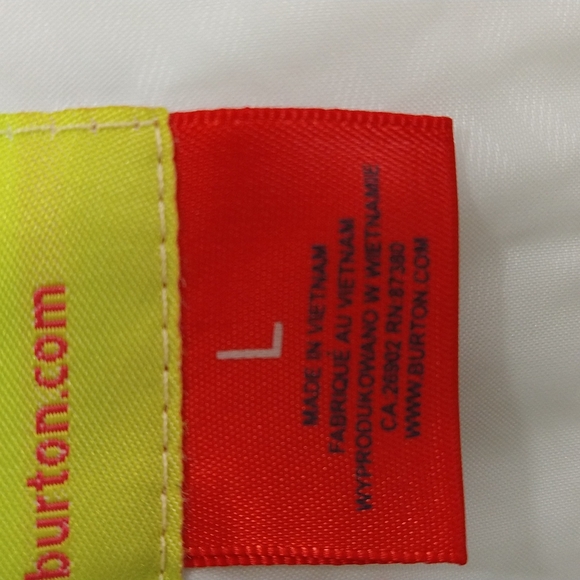 burton.com
L
MADE IN VIETNAM
FABRIQUÉ AU VIETNAM
WYPRODUKOWANO W WIETNAMIE
CA 26902 RN 87380
WWW.BURTON.COM